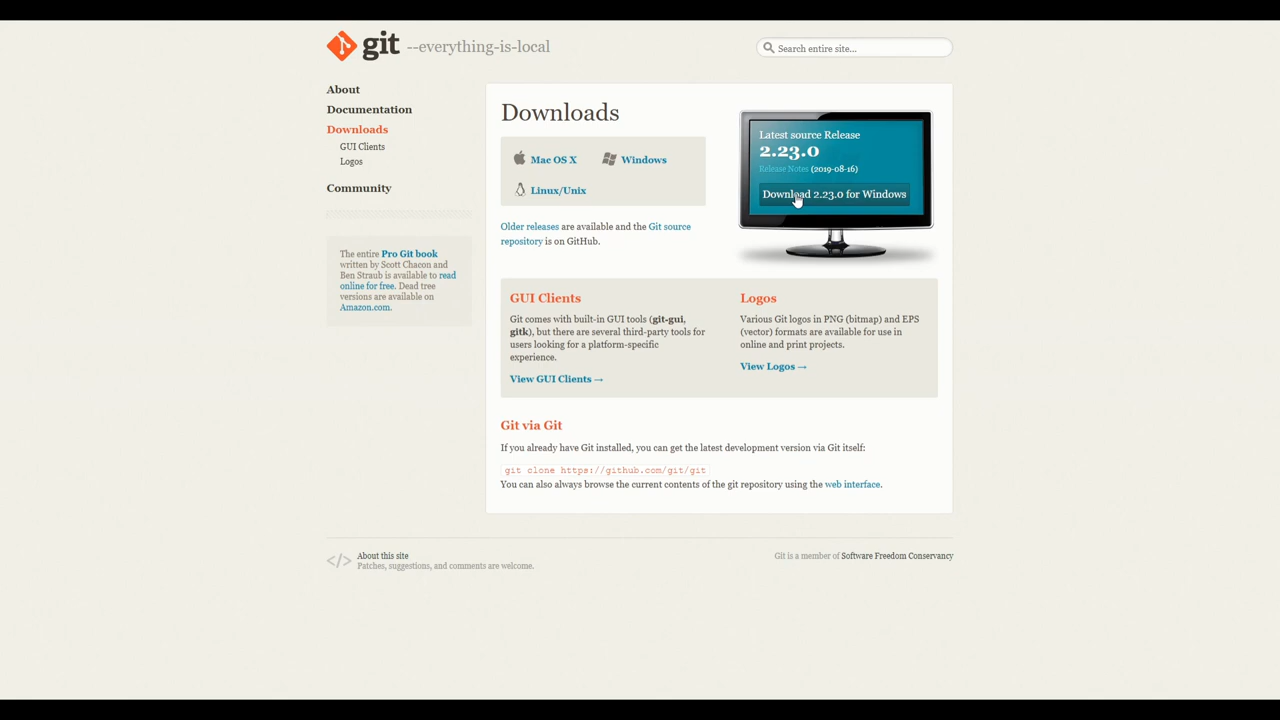 git --everything-is-local
Search entire site...
About
Documentation
Downloads
GUI Clients
Logos
Community
The entire Pro Git book
written by Scott Chacon and
Ben Straub is available to read
online for free. Dead tree
versions are available on
Amazon.com.
Downloads
Mac OS X
Windows
Linux/Unix
Older releases are available and the Git source
repository is on GitHub.
Latest source Release
2.23.0
Release Notes (2019-08-16)
Download 2.23.0 for Windows
GUI Clients
Git comes with built-in GUI tools (git-gui,
gitk), but there are several third-party tools for
users looking for a platform-specific
experience.
View GUI Clients →
Logos
Various Git logos in PNG (bitmap) and EPS
(vector) formats are available for use in
online and print projects.
View Logos →
Git via Git
If you already have Git installed, you can get the latest development version via Git itself:
git clone https://github.com/git/git
You can also always browse the current contents of the git repository using the web interface.
</> About this site
Patches, suggestions, and comments are welcome.
Git is a member of Software Freedom Conservancy